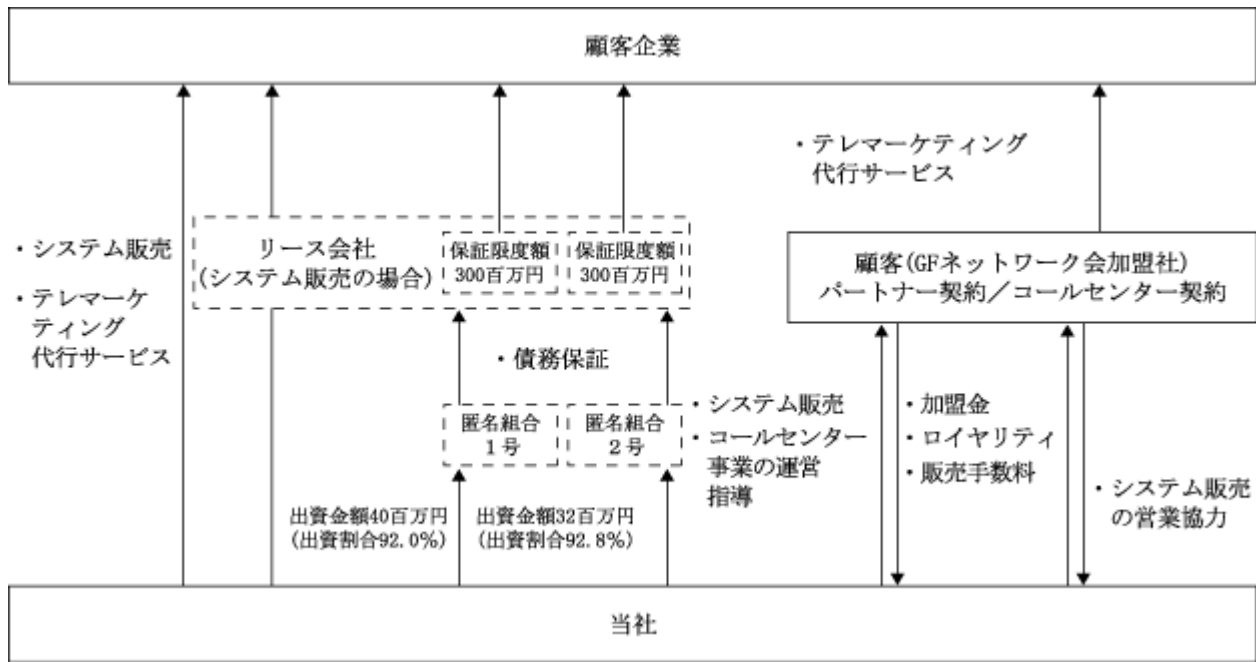 顧客企業
・テレマーケティング
代行サービス
・システム販売
・テレマーケ
ティング
代行サービス
リース会社
(システム販売の場合)
保証限度額
300百万円
保証限度額
300百万円
顧客(GFネットワーク会加盟社)
パートナー契約／コールセンター契約
・債務保証
匿名組合
1号
匿名組合
2号
・システム販売
・コールセンター
事業の運営
指導
・加盟金
・ロイヤリティ
・販売手数料
・システム販売
の営業協力
出資金額40百万円
(出資割合92.0%)
出資金額32百万円
(出資割合92.8%)
当社